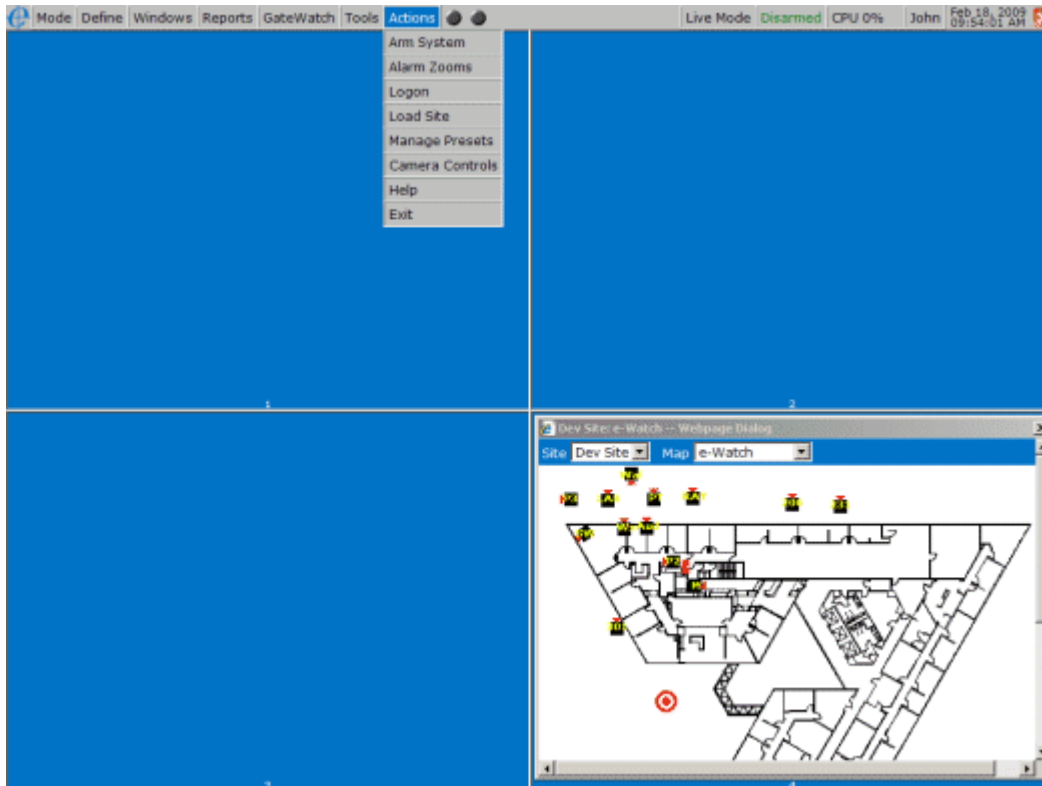 Mode Define Windows Reports GateWatch Tools Actions Live Mode Disarmed CPU 0% John Feb 18, 2009 09:54:01 AM
Arm System
Alarm Zooms
Logon
Load Site
Manage Presets
Camera Controls
Help
Exit
1 2
Dev Site: e-Watch -- Webpage Dialog
Site Dev Site Map e-Watch
3 4